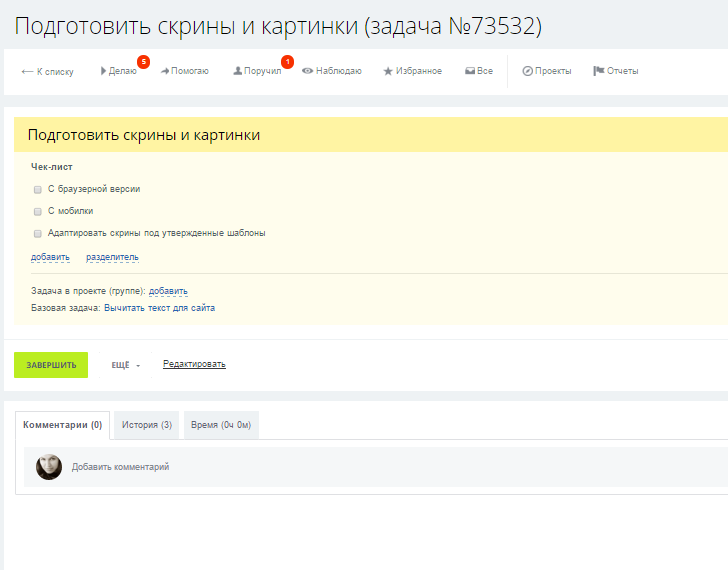 Подготовить скрины и картинки (задача №73532)
К списку Делаю 5 Помогаю Поручил 1 Наблюдаю Избранное Все Проекты Отчеты
Подготовить скрины и картинки
Чек-лист
С браузерной версии
С мобилки
Адаптировать скрины под утвержденные шаблоны
добавить разделитель
Задача в проекте (группе): добавить
Базовая задача: Вычитать текст для сайта
ЗАВЕРШИТЬ ЕЩЁ Редактировать
Комментарии (0) История (3) Время (0ч 0м)
Добавить комментарий